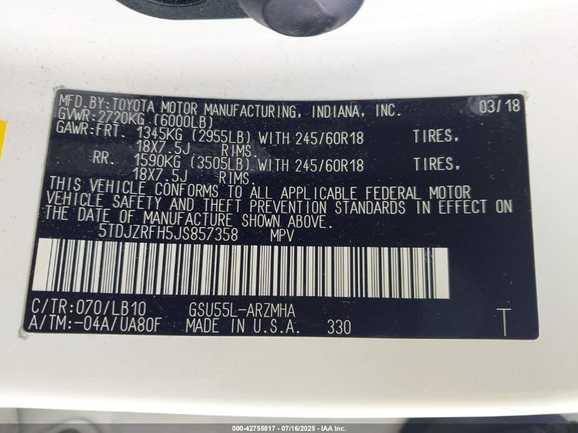 MFD.BY:TOYOTA MOTOR MANUFACTURING, INDIANA, INC. 03/18
GVWR:2720KG (6000LB)
GAWR:FRT. 1345KG (2955LB) WITH 245/60R18 TIRES.
18X7.5J RIMS.
RR. 1590KG (3505LB) WITH 245/60R18 TIRES.
18X7.5J RIMS.
THIS VEHICLE CONFORMS TO ALL APPLICABLE FEDERAL MOTOR
VEHICLE SAFETY AND THEFT PREVENTION STANDARDS IN EFFECT ON
THE DATE OF MANUFACTURE SHOWN ABOVE.
5TDJZRFH5JS857358 MPV
C/TR:070/LB10 GSU55L-ARZMHA
A/TM:-04A/UA80F MADE IN U.S.A. 330 T
000-42755817 | 07/16/2025 | IAA Inc.